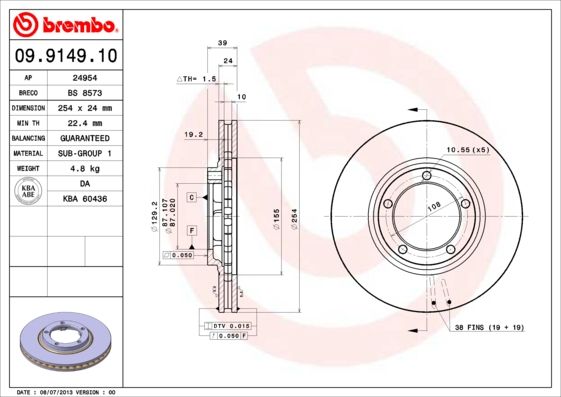 brembo
09.9149.10
AP 24954
BRECO BS 8573
DIMENSION 254 x 24 mm
MIN TH 22.4 mm
BALANCING GUARANTEED
MATERIAL SUB-GROUP 1
WEIGHT 4.8 kg
KBA ABE DA
KBA 60436
DATE : 08/07/2013 VERSION : 00
39
24
△TH= 1.5
10
19.2
Ø129.2
Ø87.107
87.020
C
F
0.050
Ø155
Ø254
DTV 0.015
0.050 F
10.55 (x5)
108
38 FINS (19 + 19)